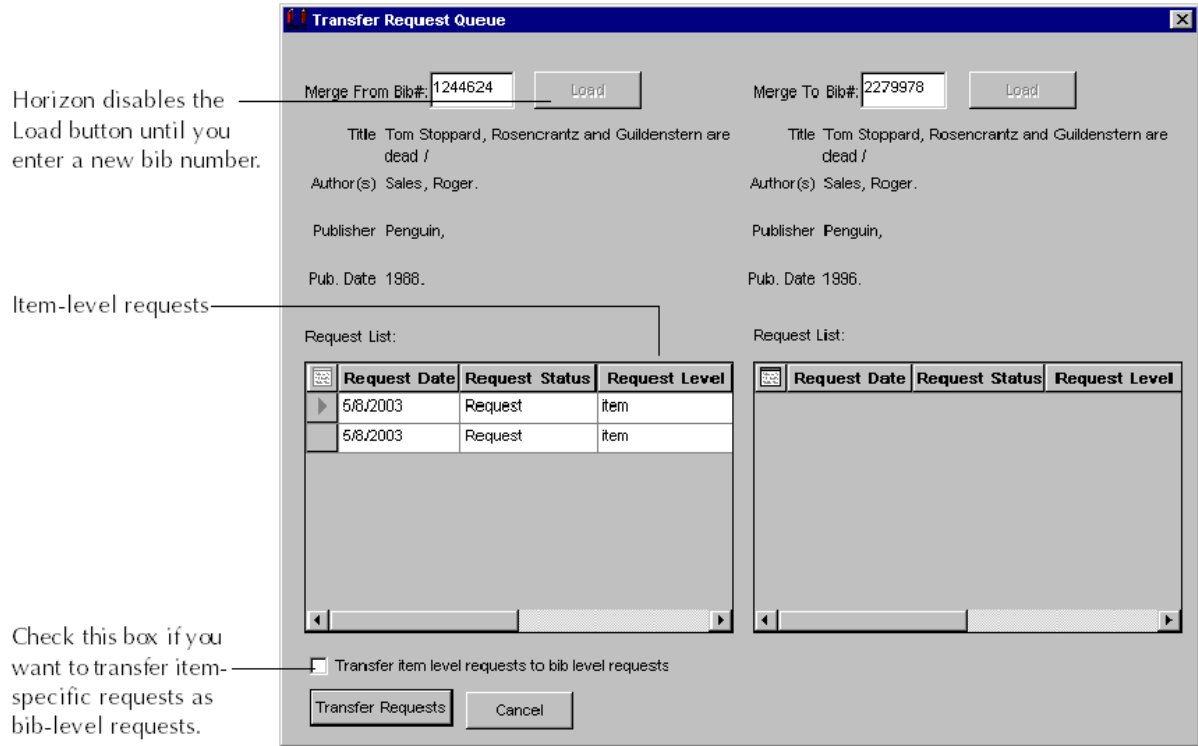 Transfer Request Queue
Horizon disables the
Load button until you
enter a new bib number.
Merge From Bib#: 1244624 Load
Title Tom Stoppard, Rosencrantz and Guildenstern are
dead /
Author(s) Sales, Roger.
Publisher Penguin,
Pub. Date 1988.
Merge To Bib#: 2279978 Load
Title Tom Stoppard, Rosencrantz and Guildenstern are
dead /
Author(s) Sales, Roger.
Publisher Penguin,
Pub. Date 1996.
Item-level requests
Request List:
Request Date Request Status Request Level
5/8/2003 Request item
5/8/2003 Request item
Request List:
Request Date Request Status Request Level
Check this box if you
want to transfer item-
specific requests as
bib-level requests.
Transfer item level requests to bib level requests
Transfer Requests Cancel